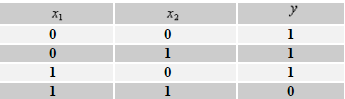 x₁ x₂ y
0 0 1
0 1 1
1 0 1
1 1 0